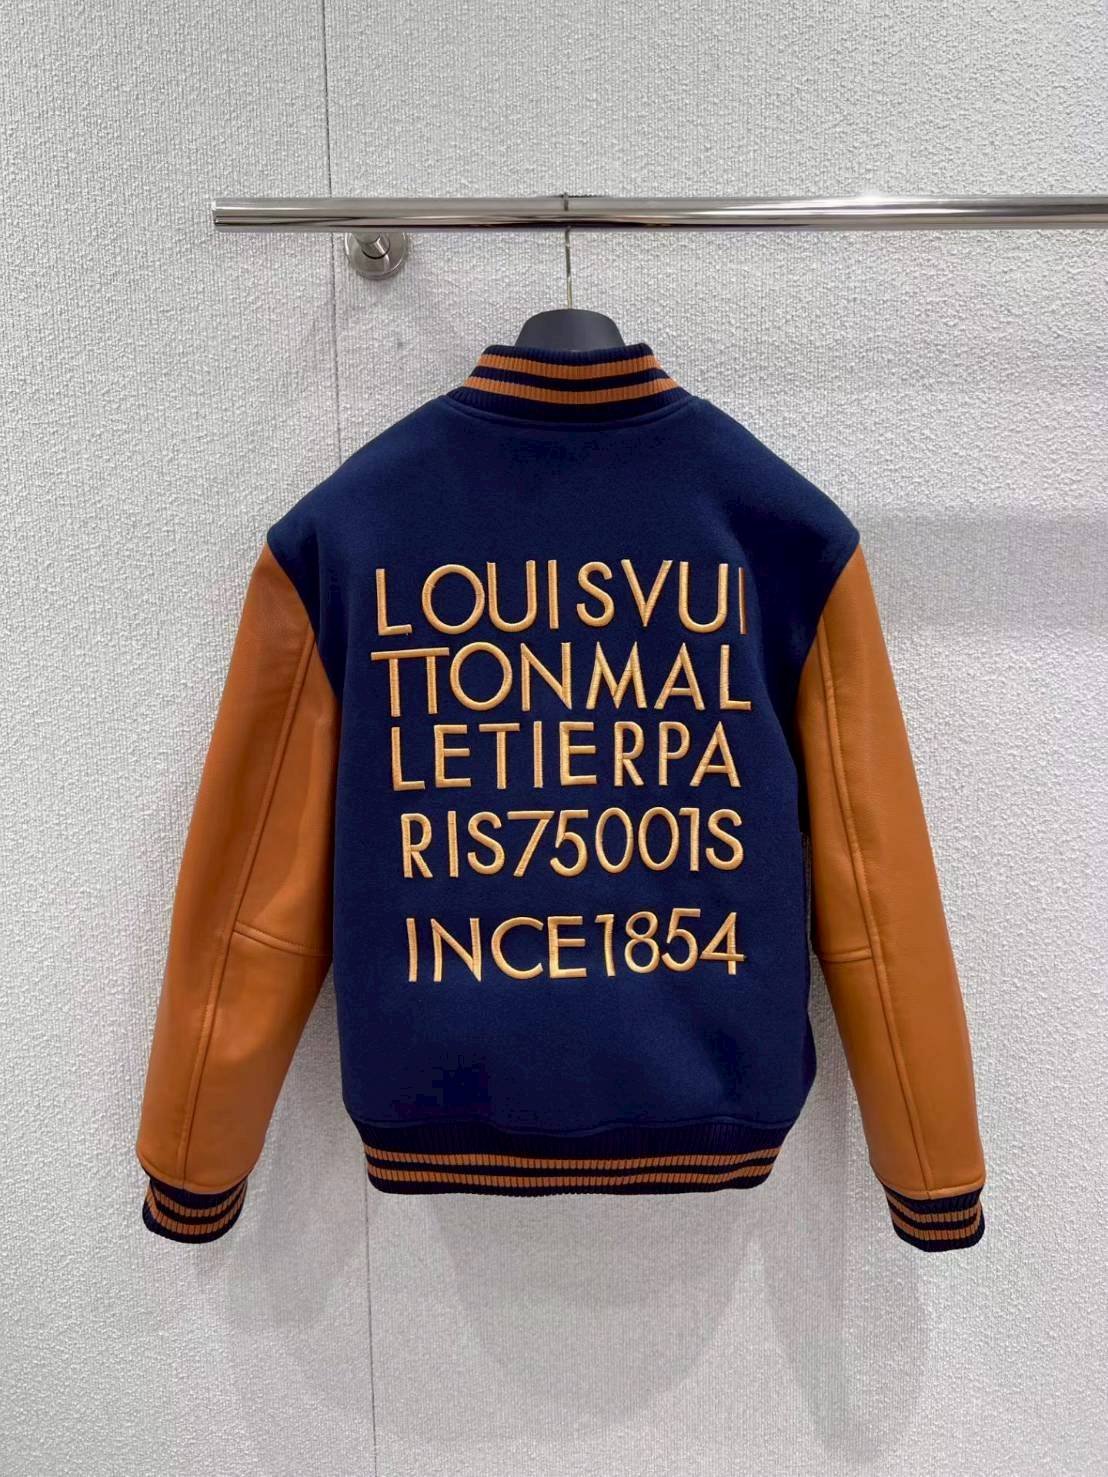 LOUISVUI
TTONMAL
LETIERPA
RIS75001S
INCE1854